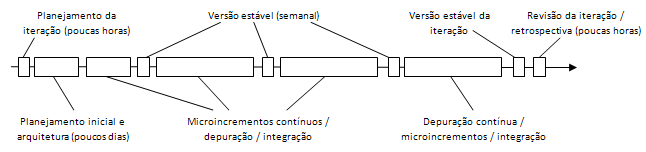 Planejamento da
iteração (poucas horas)
Versão estável (semanal)
Versão estável da
iteração
Revisão da iteração /
retrospectiva (poucas horas)
Planejamento inicial e
arquitetura (poucos dias)
Microincrementos contínuos /
depuração / integração
Depuração contínua /
microincrementos / integração